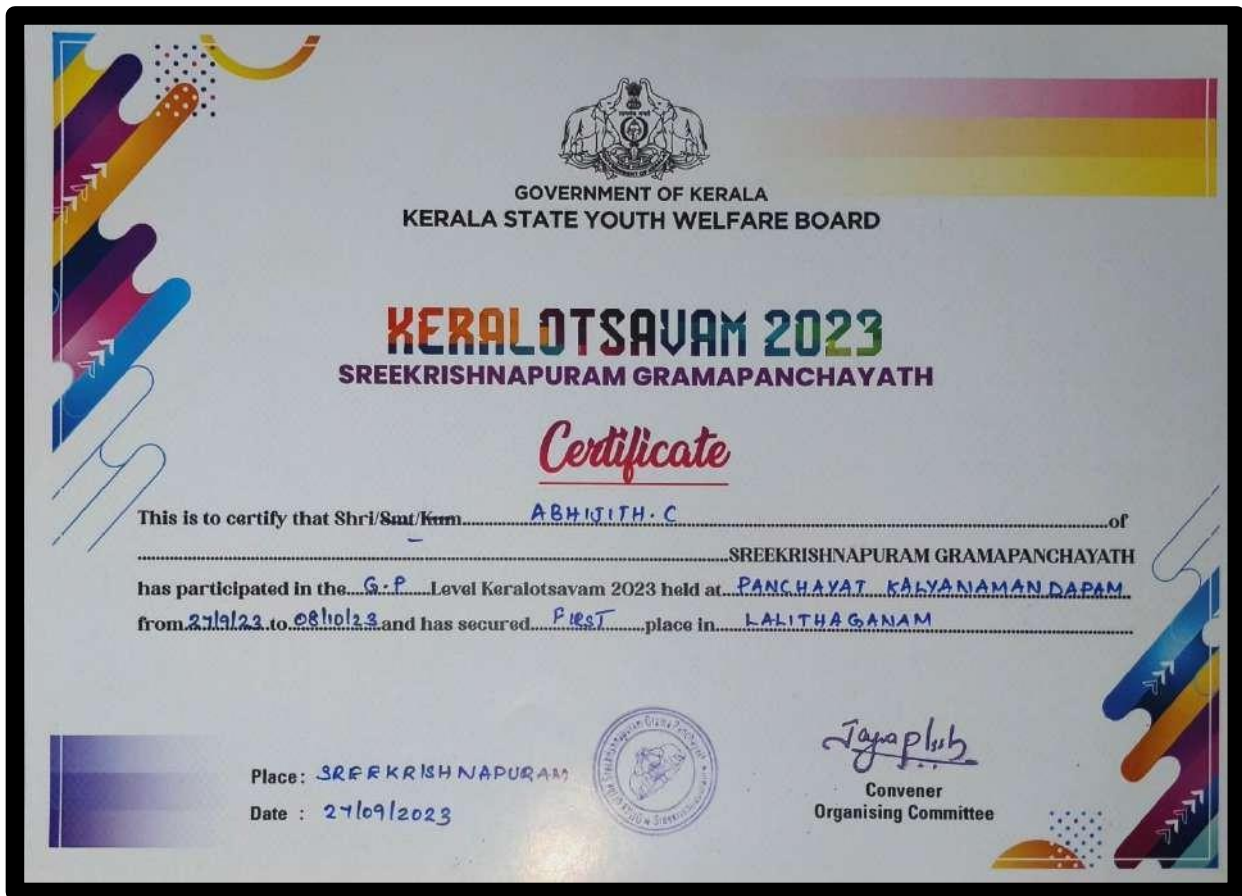 GOVERNMENT OF KERALA
KERALA STATE YOUTH WELFARE BOARD
KERALOTSAVAM 2023
SREEKRISHNAPURAM GRAMAPANCHAYATH
Certificate
This is to certify that Shri/Smt/Kum..........ABHIJITH. C..........of
..........SREEKRISHNAPURAM GRAMAPANCHAYATH
has participated in the....G.P.....Level Keralotsavam 2023 held at..PANCHAYAT KALYANAMANDAPAM..
from.27/9/23.to.08/10/23.and has secured....FIRST.....place in....LALITHAGANAM..........
Place: SREEKRISHNAPURAM
Date : 27/09/2023
Convener
Organising Committee